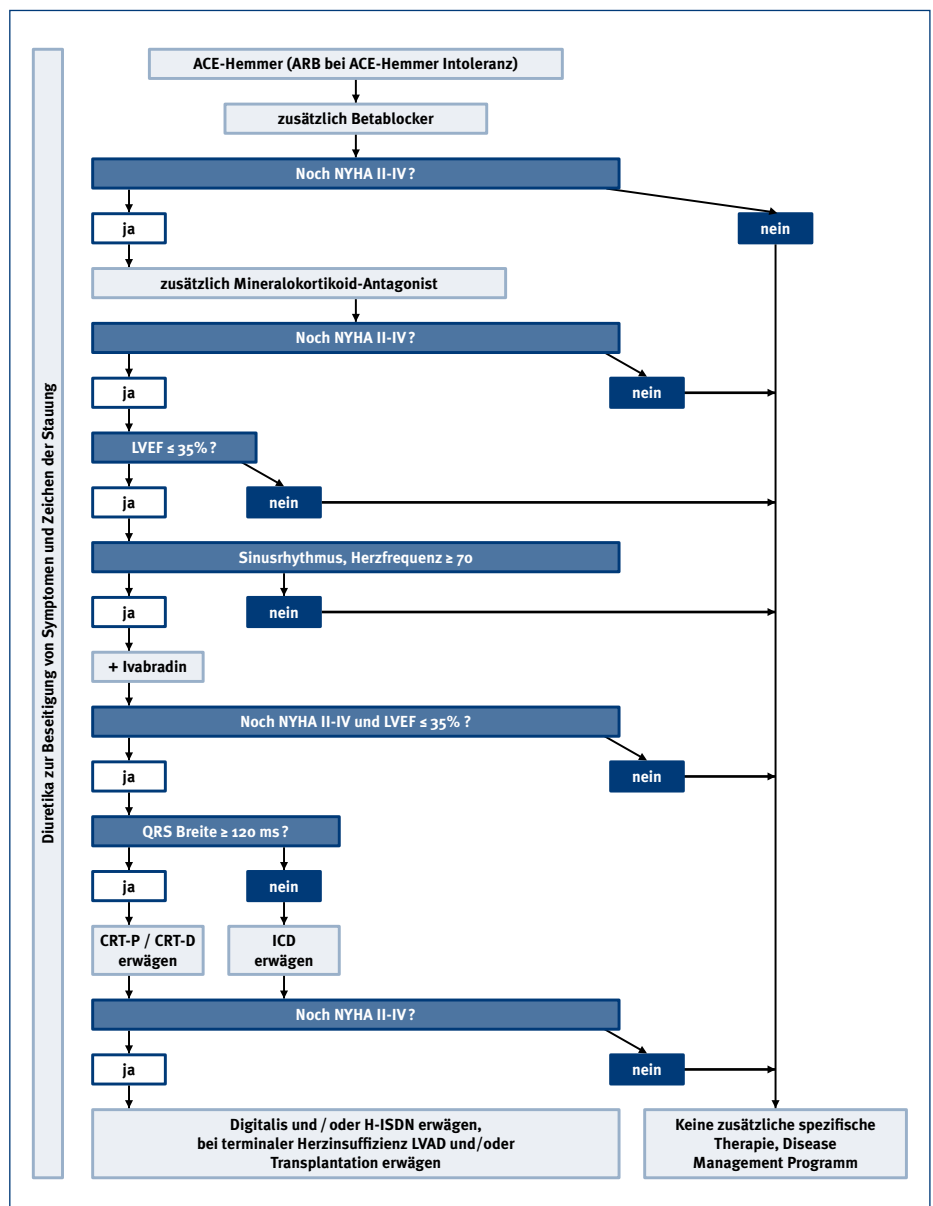 Diuretika zur Beseitigung von Symptomen und Zeichen der Stauung
ACE-Hemmer (ARB bei ACE-Hemmer Intoleranz)
zusätzlich Betablocker
Noch NYHA II-IV?
ja
nein
zusätzlich Mineralokortikoid-Antagonist
Noch NYHA II-IV?
ja
nein
LVEF ≤ 35% ?
ja
nein
Sinusrhythmus, Herzfrequenz ≥ 70
ja
nein
+ Ivabradin
Noch NYHA II-IV und LVEF ≤ 35% ?
ja
nein
QRS Breite ≥ 120 ms ?
ja
nein
CRT-P / CRT-D
erwägen
ICD
erwägen
Noch NYHA II-IV?
ja
nein
Digitalis und / oder H-ISDN erwägen,
bei terminaler Herzinsuffizienz LVAD und/oder
Transplantation erwägen
Keine zusätzliche spezifische
Therapie, Disease
Management Programm